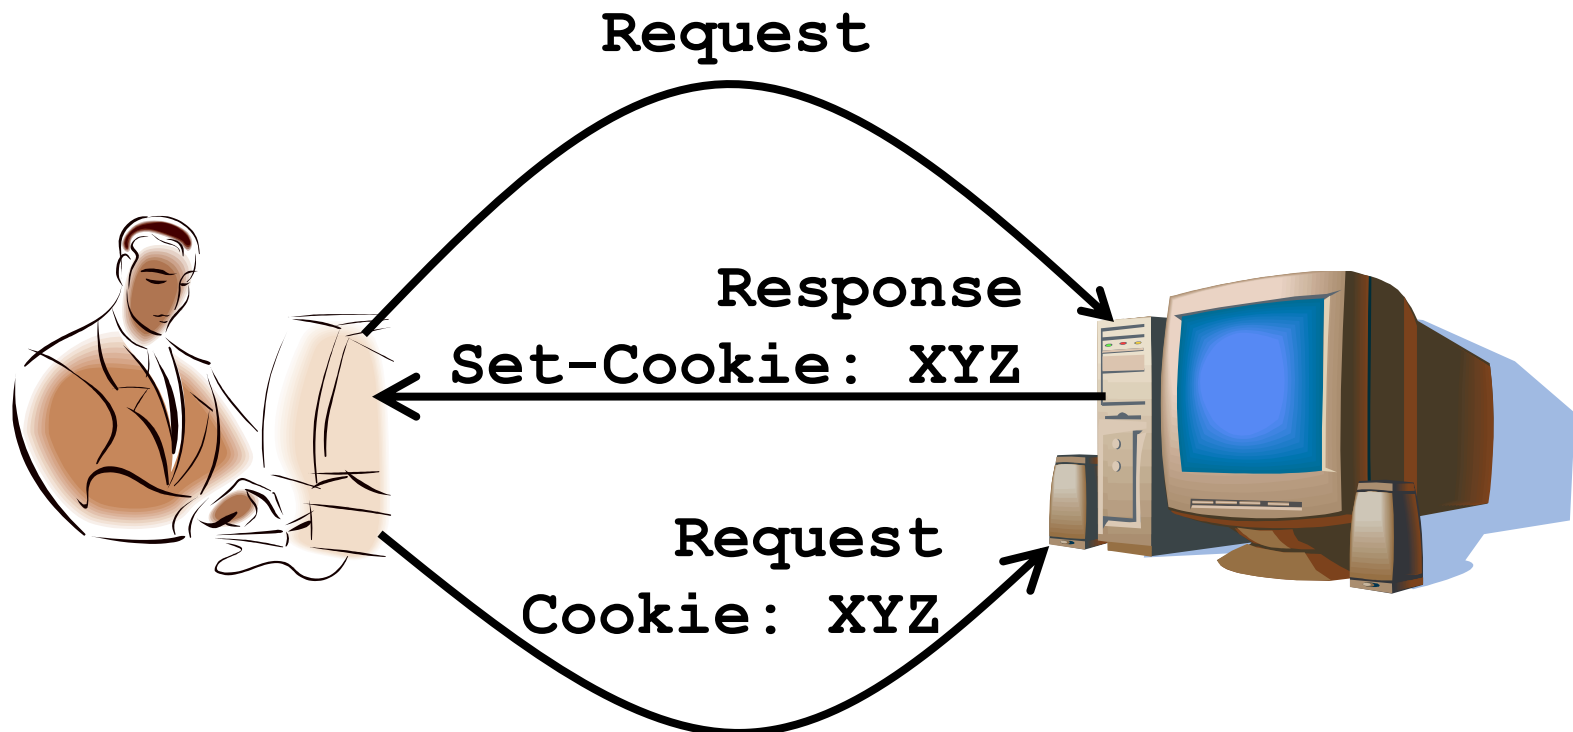 Request
Response
Set-Cookie: XYZ
Request
Cookie: XYZ